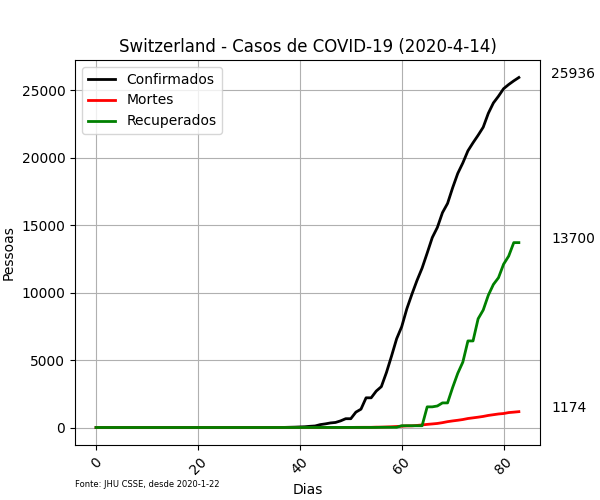 Switzerland - Casos de COVID-19 (2020-4-14)
Confirmados
Mortes
Recuperados
25936
13700
1174
Pessoas
25000
20000
15000
10000
5000
0
0 20 40 60 80
Dias
Fonte: JHU CSSE, desde 2020-1-22